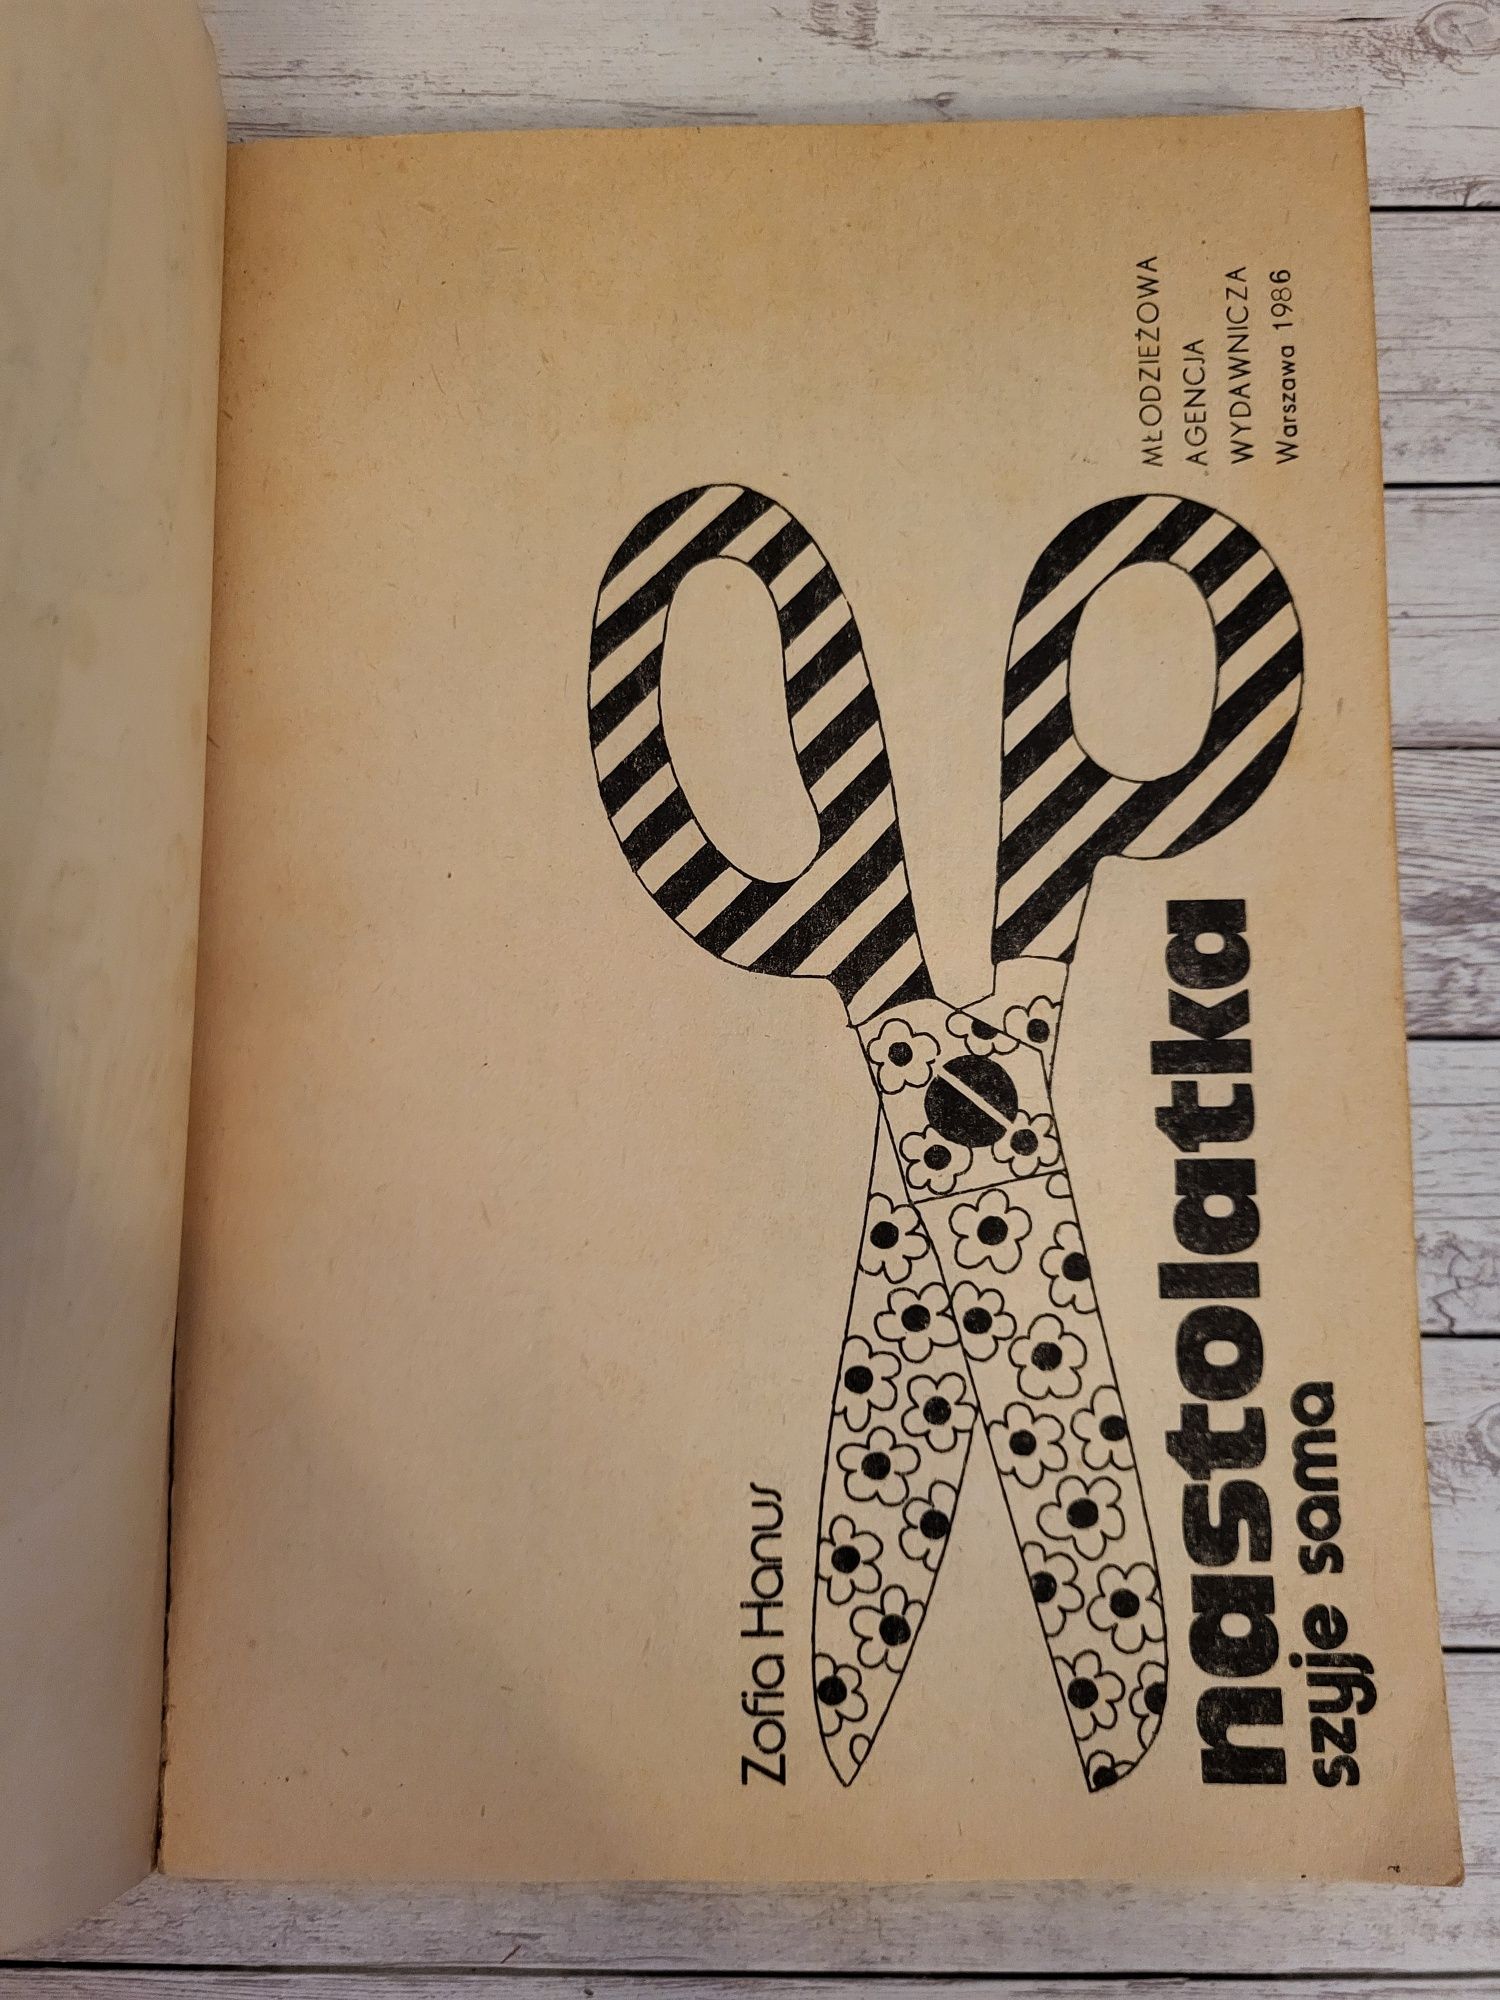 Zofia Hanus
nastolatka
szyje sama
MŁODZIEŻOWA
AGENCJA
WYDAWNICZA
Warszawa 1986